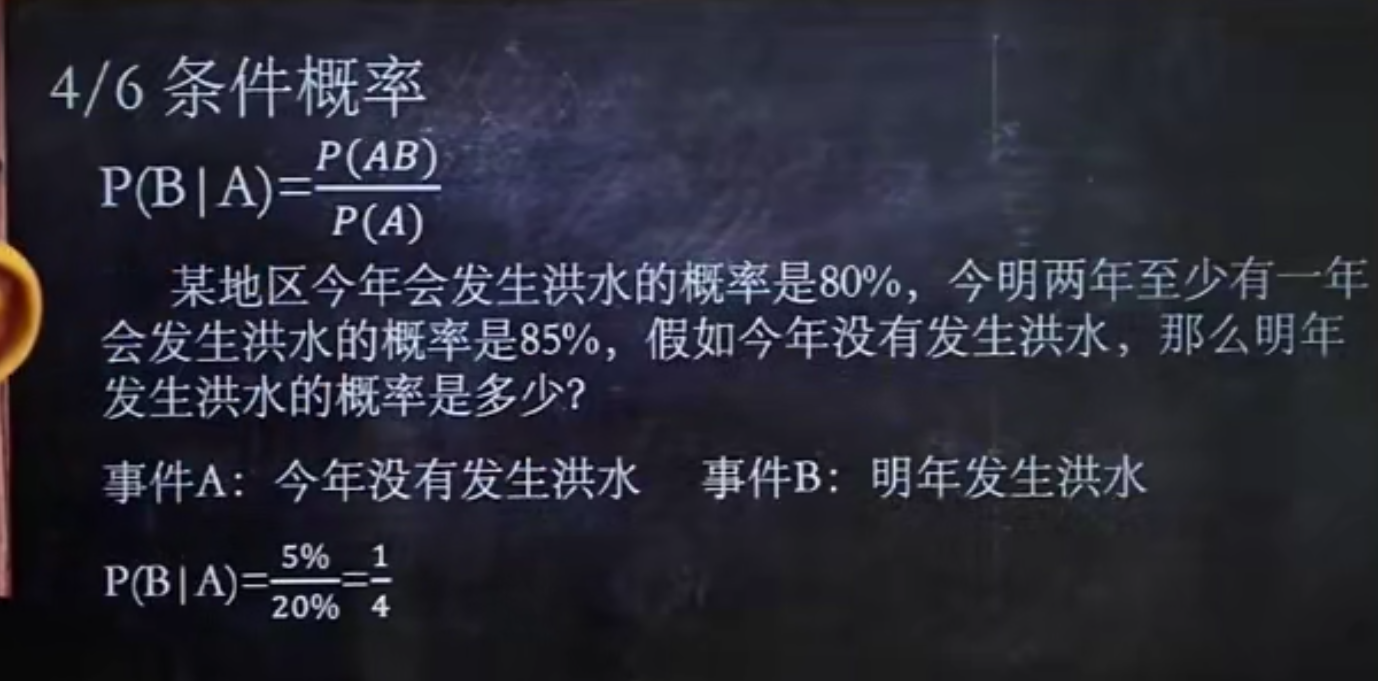 4/6 条件概率
P(B|A)=P(AB)/P(A)
某地区今年会发生洪水的概率是80%，今明两年至少有一年
会发生洪水的概率是85%，假如今年没有发生洪水，那么明年
发生洪水的概率是多少？
事件A：今年没有发生洪水 事件B：明年发生洪水
P(B|A)=5%/20%=1/4